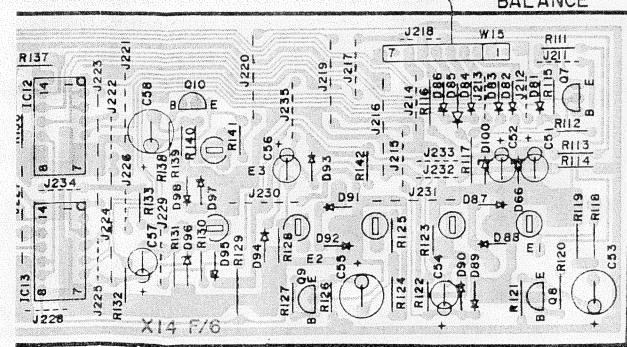 BALANCE
J218
W15
7
1
R111
J211
R137
J221
J223
J222
IC12
14
8
7
C58
Q10
B
E
J220
J219
J217
J235
J216
J214
R116
D86
D85
D84
J213
D83
D82
J212
D81
R115
Q7
E
B
R112
R113
R114
R140
R141
C56
E3
D93
R142
J215
J233
J232
R117
D100
C52
C51
J234
J226
R133
R138
R139
D98
D97
J230
D91
J231
D87
D66
R119
R118
IC13
14
8
7
J224
J225
J229
C57
R131
D96
R130
D95
R129
D94
R128
E2
D92
R125
R123
D88
E1
R120
C53
R132
R127
Q9
E
B
R126
C55
R124
R122
C54
D90
D89
R121
Q8
E
B
J228
X14 F/6